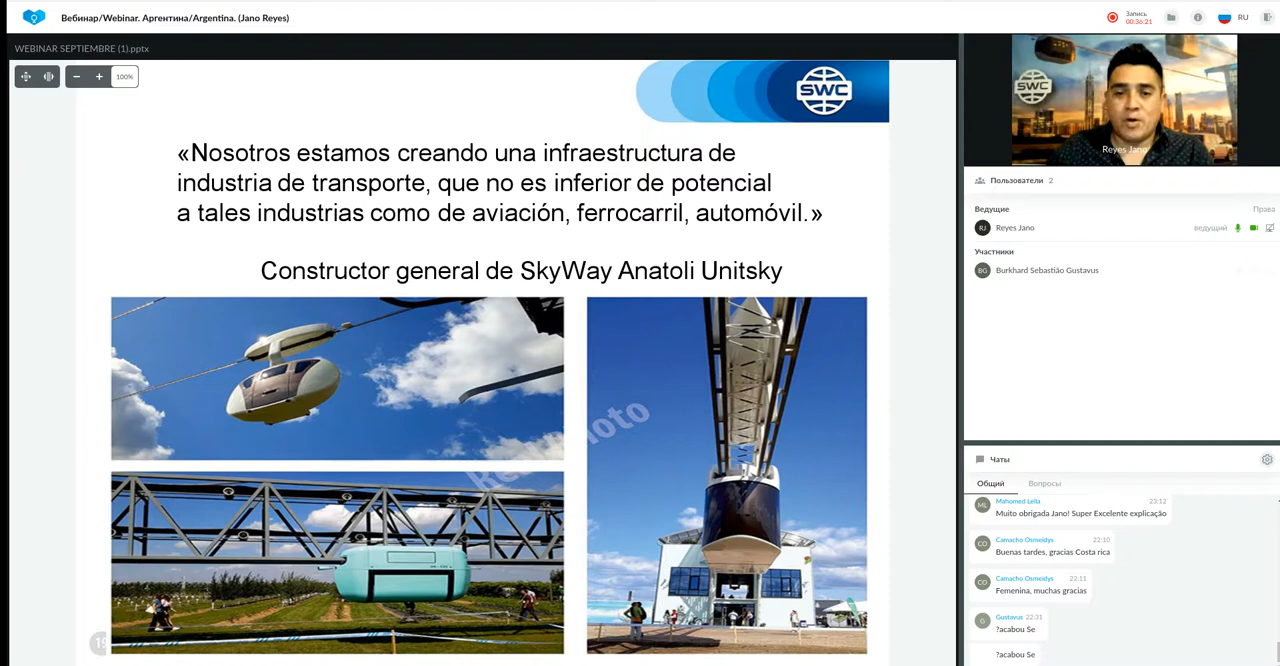 Вебинар/Webinar. Аргентина/Argentina. (Jano Reyes)
Запись
00:36:21
RU
WEBINAR SEPTIEMBRE (1).pptx
100%
SWC
«Nosotros estamos creando una infraestructura de
industria de transporte, que no es inferior de potencial
a tales industrias como de aviación, ferrocarril, automóvil.»
Constructor general de SkyWay Anatoli Unitsky
SWC
Reyes Jano
Пользователи 2
Ведущие Права
RJ Reyes Jano ведущий
Участники
BG Burkhard Sebastião Gustavus
Чаты
Общий Вопросы
ML Mahomed Leila 23:12
Muito obrigada Jano! Super Excelente explicação
CO Camacho Osmeidys 22:10
Buenas tardes, gracias Costa rica
CO Camacho Osmeidys 22:11
Femenina, muchas gracias
G Gustavus 22:31
?acabou Se
?acabou Se